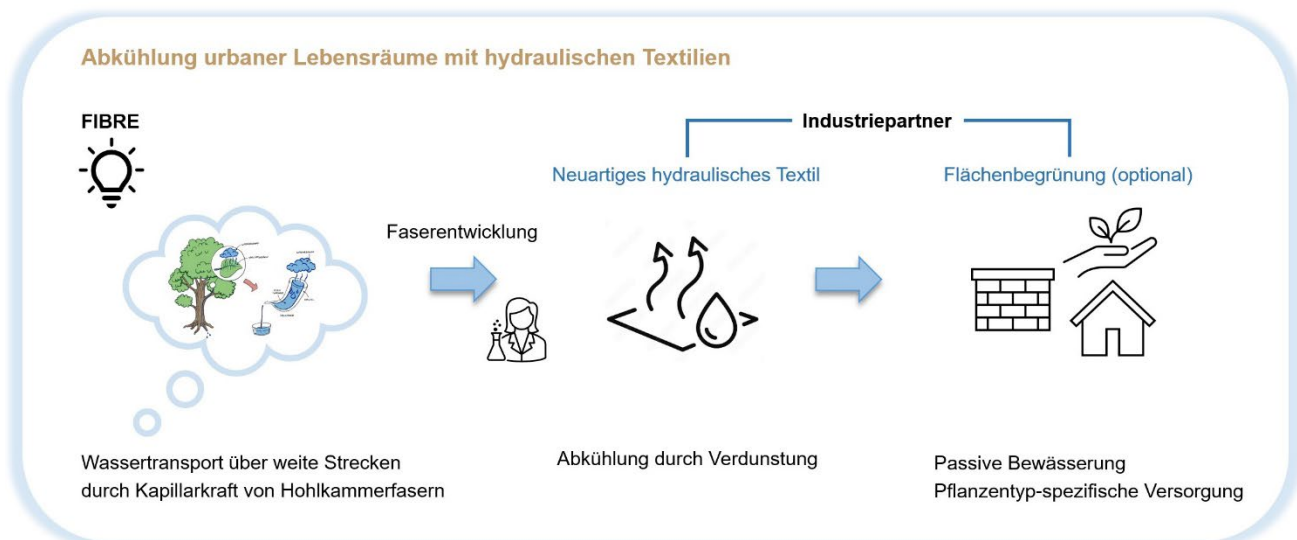 Abkühlung urbaner Lebensräume mit hydraulischen Textilien
FIBRE
Industriepartner
Neuartiges hydraulisches Textil
Flächenbegrünung (optional)
Faserentwicklung
Wassertransport über weite Strecken
durch Kapillarkraft von Hohlkammerfasern
Abkühlung durch Verdunstung
Passive Bewässerung
Pflanzentyp-spezifische Versorgung